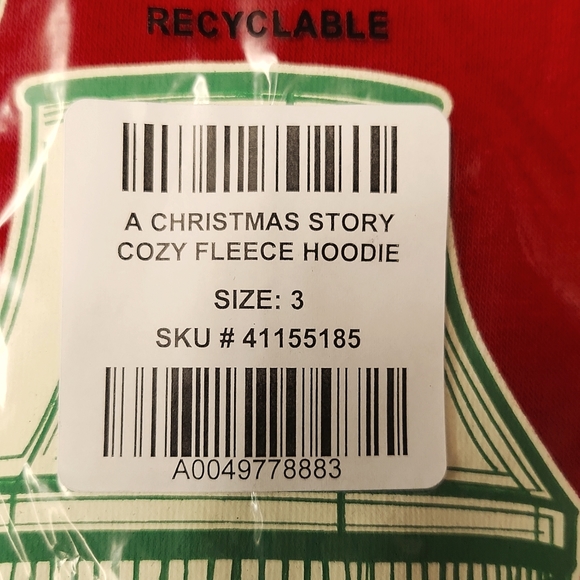 RECYCLABLE
A CHRISTMAS STORY
COZY FLEECE HOODIE
SIZE: 3
SKU # 41155185
A0049778883